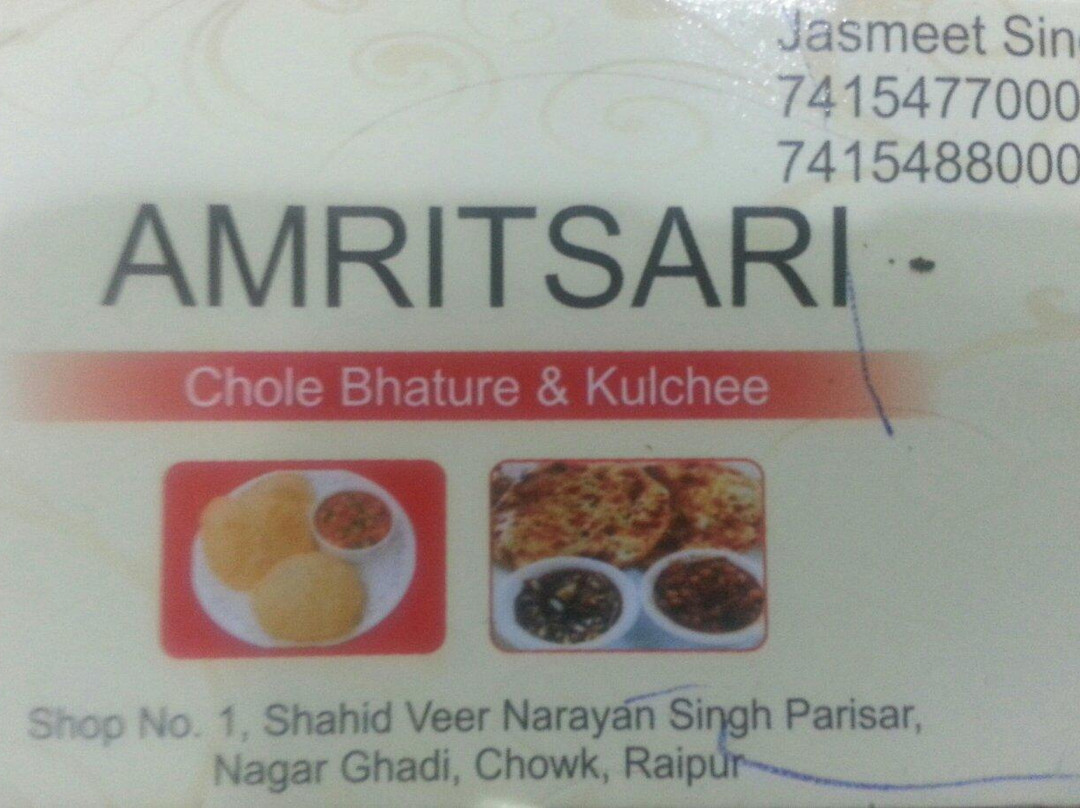 Jasmeet Sin
7415477000
7415488000
AMRITSARI
Chole Bhature & Kulchee
Shop No. 1, Shahid Veer Narayan Singh Parisar,
Nagar Ghadi, Chowk, Raipur